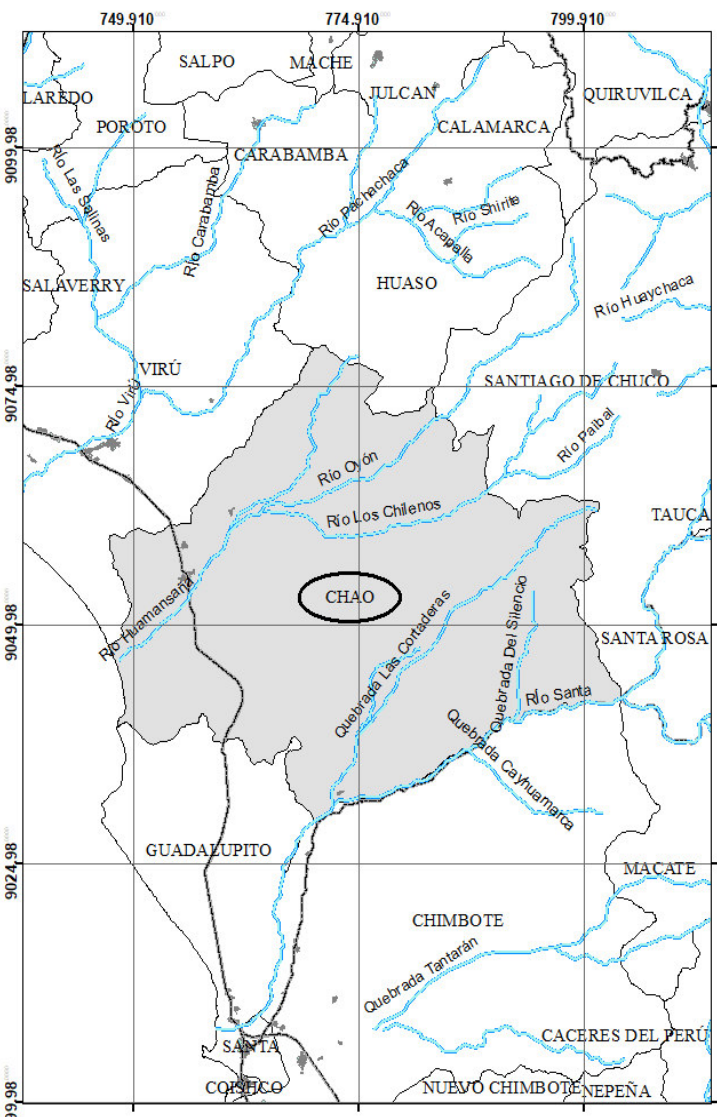 749.910
774.910
799.910
SALPO
MACHE
LAREDO
JULCAN
QUIRUVILCA
POROTO
CALAMARCA
9099.98
CARABAMBA
Río Las Salinas
Río Carabamba
Río Pachachaca
Río Shirite
Río Acapalla
SALAVERRY
HUASO
Río Huaychaca
VIRÚ
9074.98
SANTIAGO DE CHUCO
Río Virú
Río Paibal
Río Oyón
Río Los Chilenos
TAUCA
CHAO
Río Huamansaña
9049.98
Quebrada Las Cortaderas
Quebrada Del Silencio
SANTA ROSA
Río Santa
Quebrada Cayhuamarca
GUADALUPITO
9024.98
MACATE
CHIMBOTE
Quebrada Tantarán
CACERES DEL PERÚ
SANTA
COISHCO
NUEVO CHIMBOTE
NEPEÑA
99.98